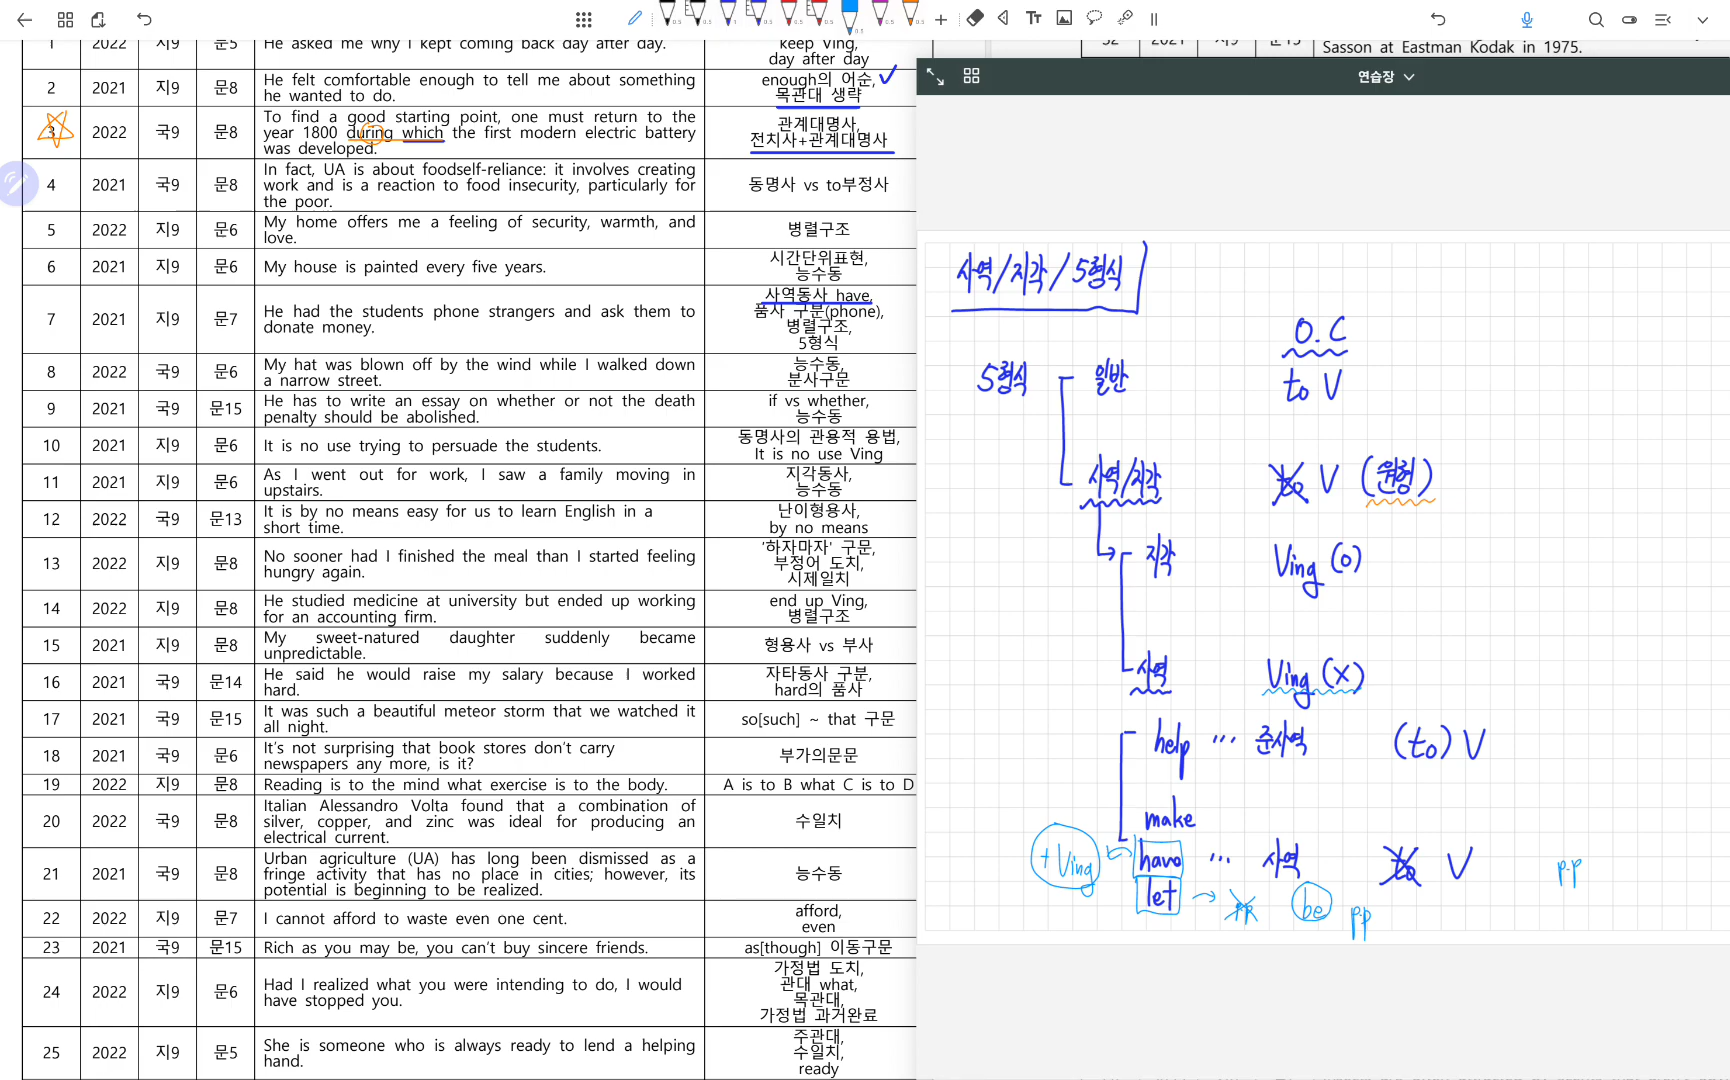 1 2022 지9 문5 He asked me why I kept coming back day after day. keep Ving,
day after day
2 2021 지9 문8 He felt comfortable enough to tell me about something
he wanted to do.
enough의 어순,
목관대 생략
3 2022 국9 문8 To find a good starting point, one must return to the
year 1800 during which the first modern electric battery
was developed.
관계대명사,
전치사+관계대명사
4 2021 국9 문8 In fact, UA is about foodself-reliance: it involves creating
work and is a reaction to food insecurity, particularly for
the poor.
동명사 vs to부정사
5 2022 지9 문6 My home offers me a feeling of security, warmth, and
love.
병렬구조
6 2021 지9 문6 My house is painted every five years.
시간단위표현,
능수동
7 2021 지9 문7 He had the students phone strangers and ask them to
donate money.
사역동사 have,
품사 구분(phone),
병렬구조,
5형식
8 2022 국9 문6 My hat was blown off by the wind while I walked down
a narrow street.
능수동,
분사구문
9 2021 국9 문15 He has to write an essay on whether or not the death
penalty should be abolished.
if vs whether,
능수동
10 2021 지9 문6 It is no use trying to persuade the students.
동명사의 관용적 용법,
It is no use Ving
11 2021 지9 문6 As I went out for work, I saw a family moving in
upstairs.
지각동사,
능수동
12 2022 국9 문13 It is by no means easy for us to learn English in a
short time.
난이형용사,
by no means
13 2022 지9 문8 No sooner had I finished the meal than I started feeling
hungry again.
'하자마자' 구문,
부정어 도치,
시제일치
14 2022 지9 문8 He studied medicine at university but ended up working
for an accounting firm.
end up Ving,
병렬구조
15 2021 지9 문8 My sweet-natured daughter suddenly became
unpredictable.
형용사 vs 부사
16 2021 국9 문14 He said he would raise my salary because I worked
hard.
자타동사 구분,
hard의 품사
17 2021 국9 문15 It was such a beautiful meteor storm that we watched it
all night.
so[such] ~ that 구문
18 2021 국9 문6 It's not surprising that book stores don't carry
newspapers any more, is it?
부가의문문
19 2022 지9 문8 Reading is to the mind what exercise is to the body. A is to B what C is to D
20 2022 국9 문8 Italian Alessandro Volta found that a combination of
silver, copper, and zinc was ideal for producing an
electrical current.
수일치
21 2021 국9 문8 Urban agriculture (UA) has long been dismissed as a
fringe activity that has no place in cities; however, its
potential is beginning to be realized.
능수동
22 2022 지9 문7 I cannot afford to waste even one cent.
afford,
even
23 2021 국9 문15 Rich as you may be, you can't buy sincere friends. as[though] 이동구문
24 2022 지9 문6 Had I realized what you were intending to do, I would
have stopped you.
가정법 도치,
관대 what,
목관대,
가정법 과거완료
25 2022 지9 문5 She is someone who is always ready to lend a helping
hand.
주관대,
수일치,
ready
Sasson at Eastman Kodak in 1975.
연습장
사역/지각/5형식
O.C
5형식 일반 to V
사역/지각 to V (원형)
지각 Ving (O)
사역 Ving (X)
help ... 준사역 (to) V
make
+Ving have ... 사역 to V p.p
let be p.p